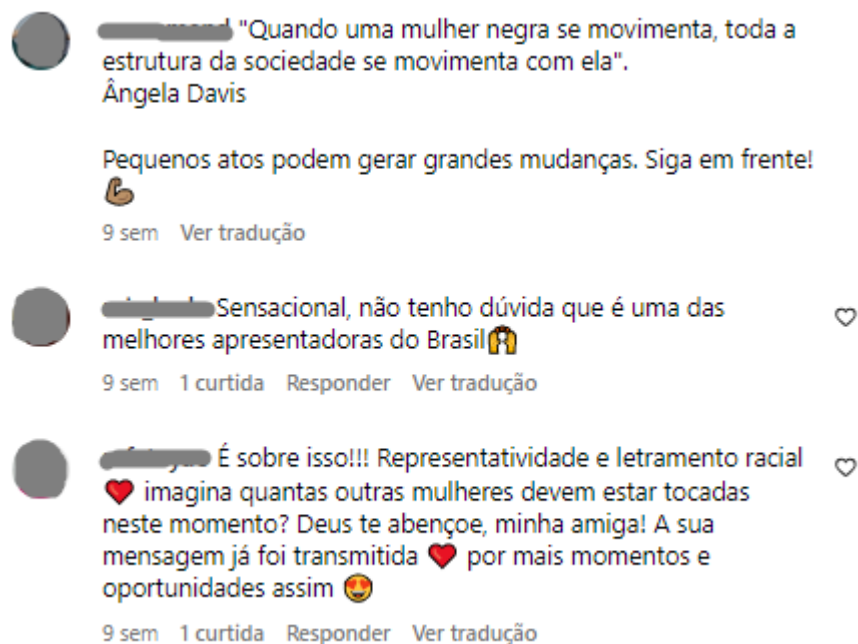 "Quando uma mulher negra se movimenta, toda a
estrutura da sociedade se movimenta com ela".
Ângela Davis
Pequenos atos podem gerar grandes mudanças. Siga em frente!
💪🏽
9 sem Ver tradução
Sensacional, não tenho dúvida que é uma das
melhores apresentadoras do Brasil🙌
9 sem 1 curtida Responder Ver tradução
É sobre isso!!! Representatividade e letramento racial
❤️ imagina quantas outras mulheres devem estar tocadas
neste momento? Deus te abençoe, minha amiga! A sua
mensagem já foi transmitida ❤️ por mais momentos e
oportunidades assim 😍
9 sem 1 curtida Responder Ver tradução